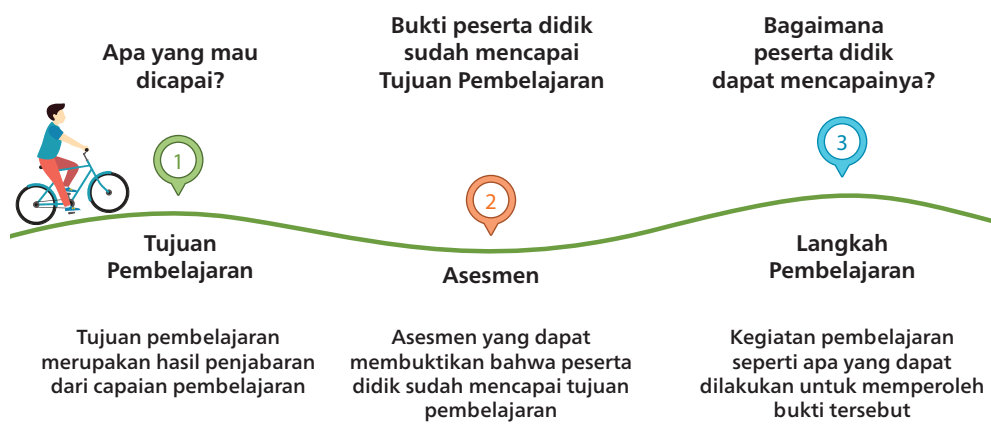 Apa yang mau
dicapai?
1
Tujuan
Pembelajaran
Tujuan pembelajaran
merupakan hasil penjabaran
dari capaian pembelajaran
Bukti peserta didik
sudah mencapai
Tujuan Pembelajaran
2
Asesmen
Asesmen yang dapat
membuktikan bahwa peserta
didik sudah mencapai tujuan
pembelajaran
Bagaimana
peserta didik
dapat mencapainya?
3
Langkah
Pembelajaran
Kegiatan pembelajaran
seperti apa yang dapat
dilakukan untuk memperoleh
bukti tersebut